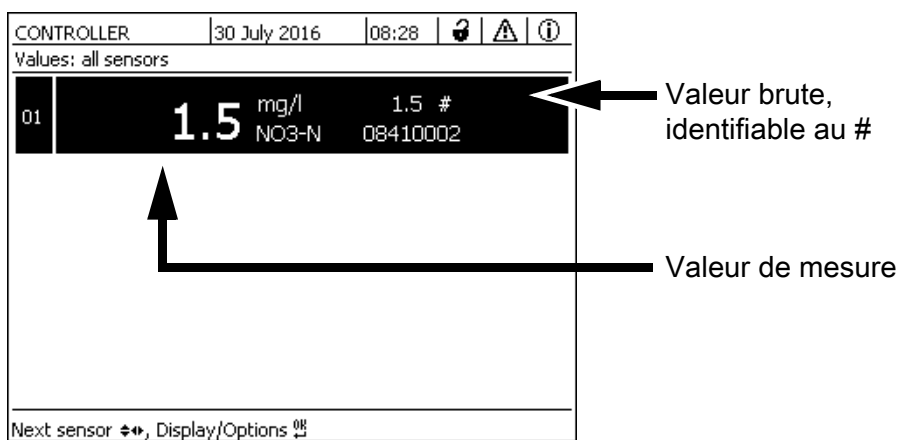 CONTROLLER 30 July 2016 08:28
Values: all sensors
01 1.5 mg/l NO3-N 1.5 # 08410002
Valeur brute,
identifiable au #
Valeur de mesure
Next sensor, Display/Options OK